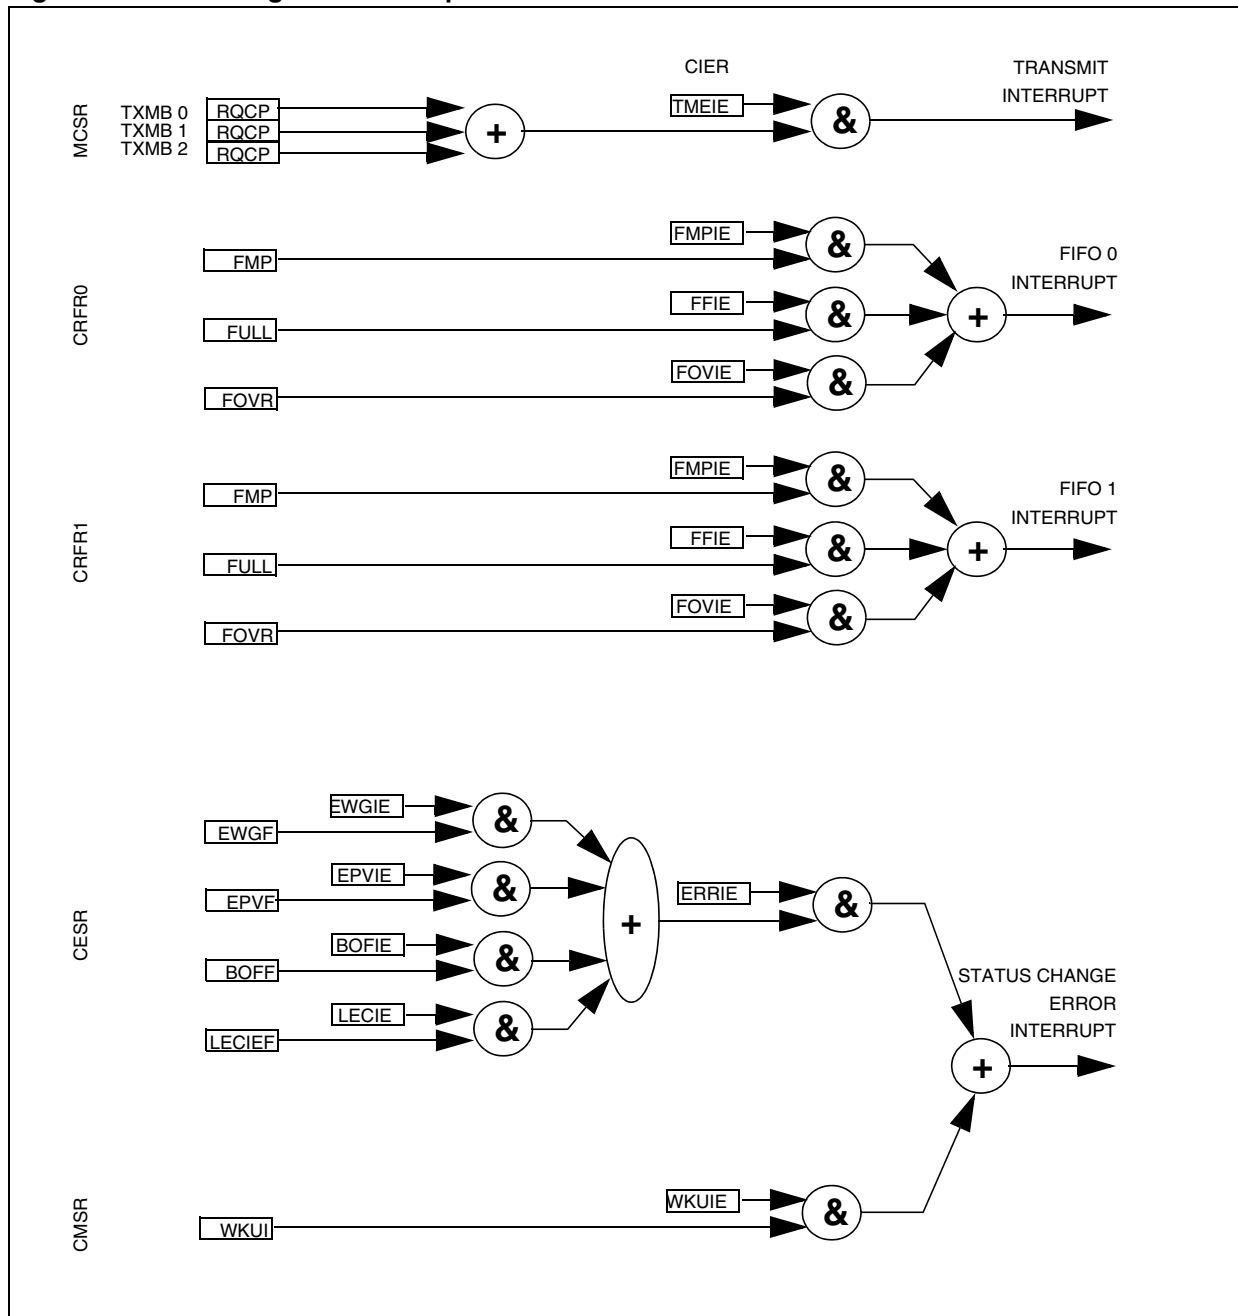 CIER
TRANSMIT
INTERRUPT
MCSR
TXMB 0
RQCP
TXMB 1
RQCP
TXMB 2
RQCP
+
TMEIE
&
CRFR0
FMP
FMPIE
&
FULL
FFIE
&
FOVR
FOVIE
&
+
FIFO 0
INTERRUPT
CRFR1
FMP
FMPIE
&
FULL
FFIE
&
FOVR
FOVIE
&
+
FIFO 1
INTERRUPT
CESR
EWGIE
EWGF
&
EPVIE
EPVF
&
BOFIE
BOFF
&
LECIE
LECIEF
&
+
ERRIE
&
STATUS CHANGE
ERROR
INTERRUPT
+
CMSR
WKUIE
WKUI
&